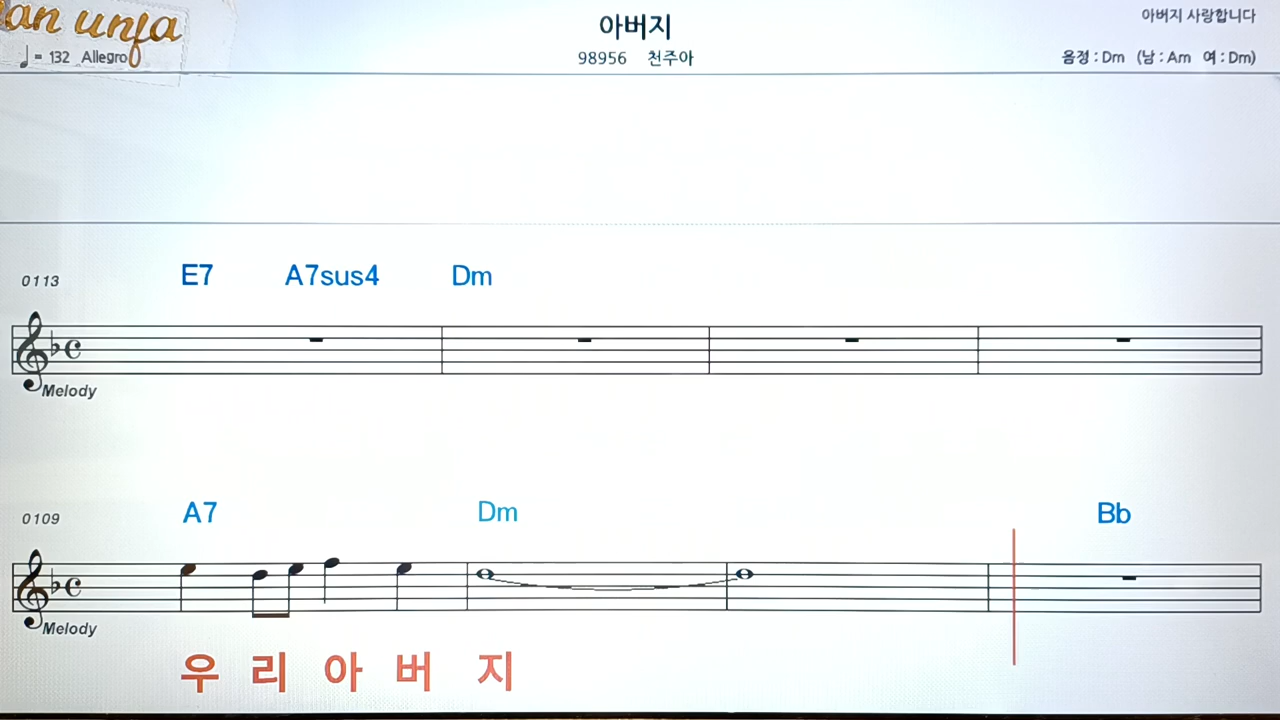 an unfa
아버지
아버지 사랑합니다
♩ = 132 Allegro
98956 천주아
음정 : Dm (남 : Am 여 : Dm)
0113
E7 A7sus4 Dm
Melody
0109
A7 Dm Bb
Melody
우 리 아 버 지